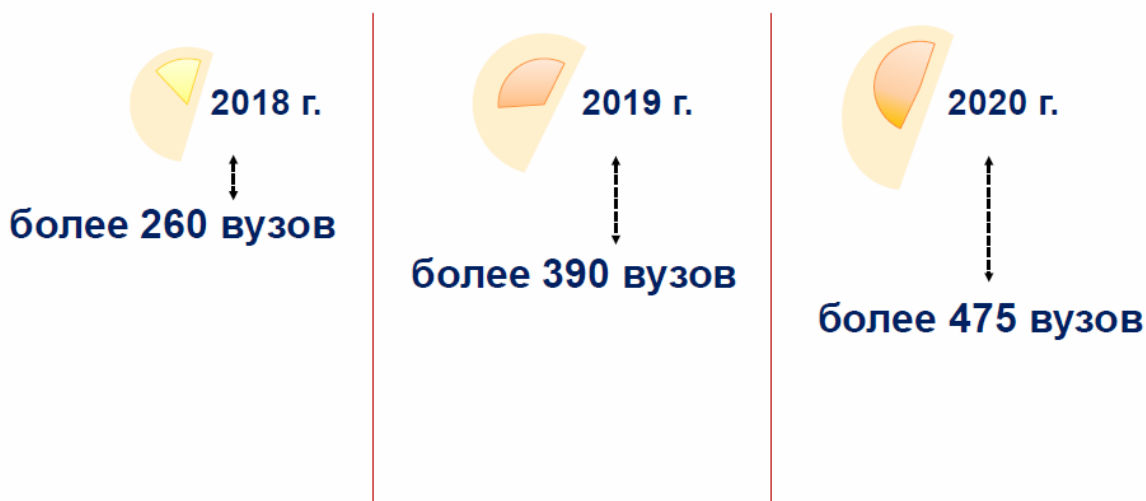 2018 г.
более 260 вузов
2019 г.
более 390 вузов
2020 г.
более 475 вузов